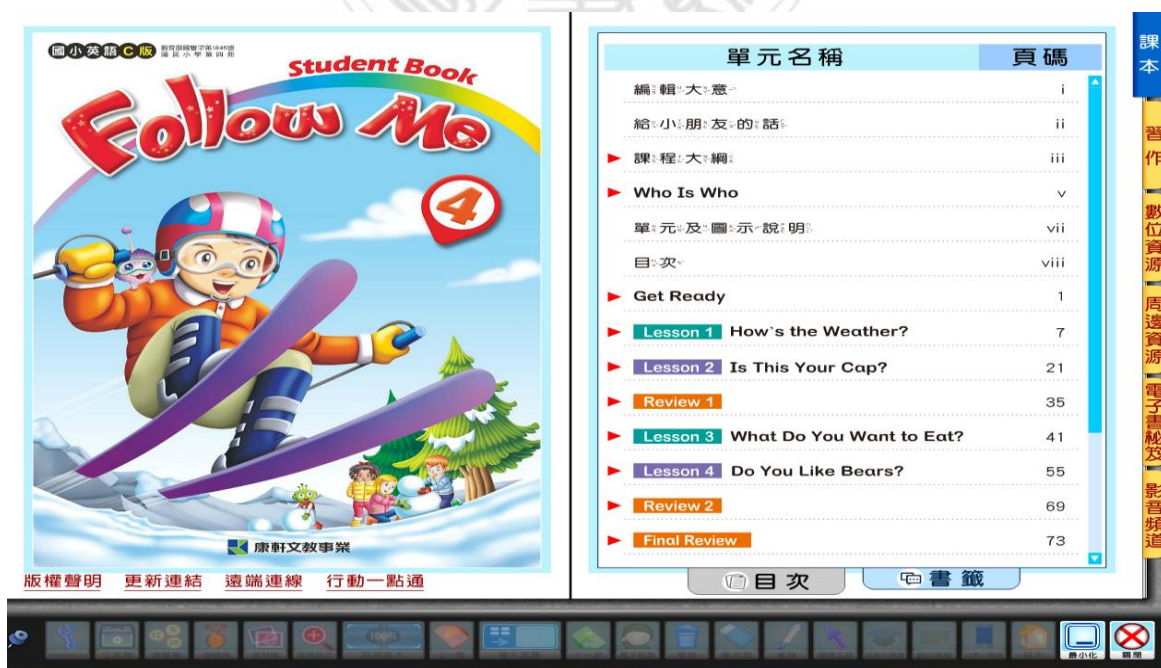 國小英語C版
Student Book
Follow Me
4
康軒文教事業
版權聲明 更新連結 遠端連線 行動一點通
單元名稱 頁碼
編輯大意 i
給小朋友的話 ii
課程大綱 iii
Who Is Who v
單元及圖示說明 vii
目次 viii
Get Ready 1
Lesson 1 How's the Weather? 7
Lesson 2 Is This Your Cap? 21
Review 1 35
Lesson 3 What Do You Want to Eat? 41
Lesson 4 Do You Like Bears? 55
Review 2 69
Final Review 73
目次 書籤
課本
習作
數位資源
周邊資源
電子書秘笈
影音頻道
100%
最小化 關閉